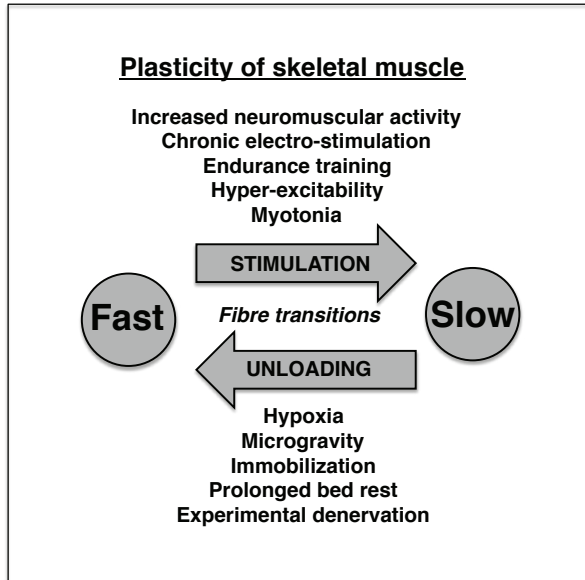 Plasticity of skeletal muscle
Increased neuromuscular activity
Chronic electro-stimulation
Endurance training
Hyper-excitability
Myotonia
STIMULATION
Fast
Fibre transitions
Slow
UNLOADING
Hypoxia
Microgravity
Immobilization
Prolonged bed rest
Experimental denervation